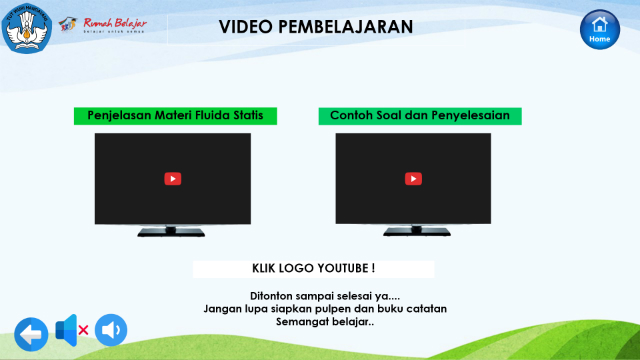 Rumah Belajar
Belajar untuk semua
VIDEO PEMBELAJARAN
Home
Penjelasan Materi Fluida Statis
Contoh Soal dan Penyelesaian
KLIK LOGO YOUTUBE !
Ditonton sampai selesai ya....
Jangan lupa siapkan pulpen dan buku catatan
Semangat belajar..